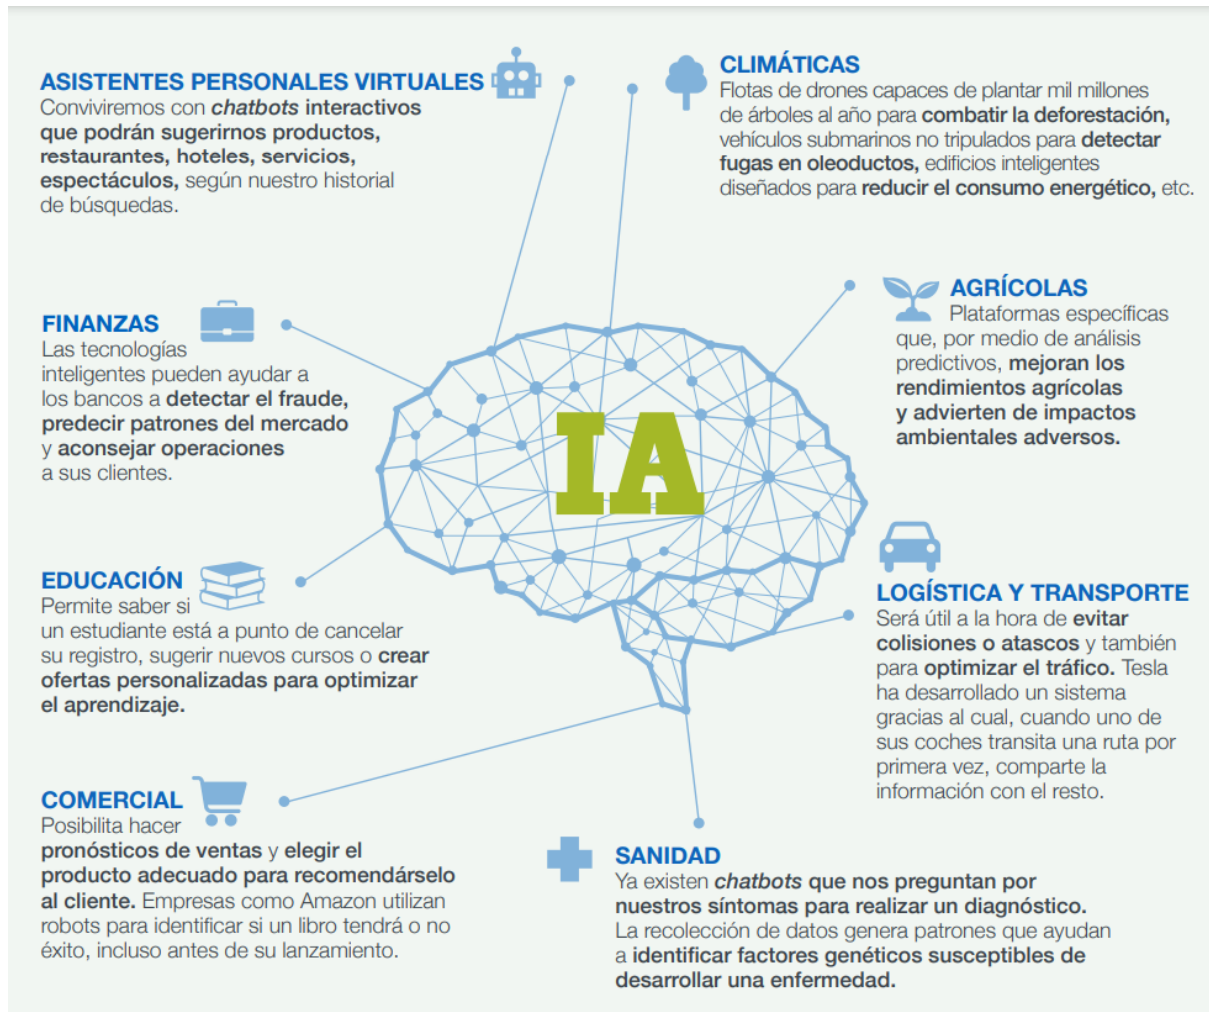 ASISTENTES PERSONALES VIRTUALES
Conviviremos con chatbots interactivos
que podrán sugerirnos productos,
restaurantes, hoteles, servicios,
espectáculos, según nuestro historial
de búsquedas.
CLIMÁTICAS
Flotas de drones capaces de plantar mil millones
de árboles al año para combatir la deforestación,
vehículos submarinos no tripulados para detectar
fugas en oleoductos, edificios inteligentes
diseñados para reducir el consumo energético, etc.
FINANZAS
Las tecnologías
inteligentes pueden ayudar a
los bancos a detectar el fraude,
predecir patrones del mercado
y aconsejar operaciones
a sus clientes.
AGRÍCOLAS
Plataformas específicas
que, por medio de análisis
predictivos, mejoran los
rendimientos agrícolas
y advierten de impactos
ambientales adversos.
IA
EDUCACIÓN
Permite saber si
un estudiante está a punto de cancelar
su registro, sugerir nuevos cursos o crear
ofertas personalizadas para optimizar
el aprendizaje.
LOGÍSTICA Y TRANSPORTE
Será útil a la hora de evitar
colisiones o atascos y también
para optimizar el tráfico. Tesla
ha desarrollado un sistema
gracias al cual, cuando uno de
sus coches transita una ruta por
primera vez, comparte la
información con el resto.
COMERCIAL
Posibilita hacer
pronósticos de ventas y elegir el
producto adecuado para recomendárselo
al cliente. Empresas como Amazon utilizan
robots para identificar si un libro tendrá o no
éxito, incluso antes de su lanzamiento.
SANIDAD
Ya existen chatbots que nos preguntan por
nuestros síntomas para realizar un diagnóstico.
La recolección de datos genera patrones que ayudan
a identificar factores genéticos susceptibles de
desarrollar una enfermedad.